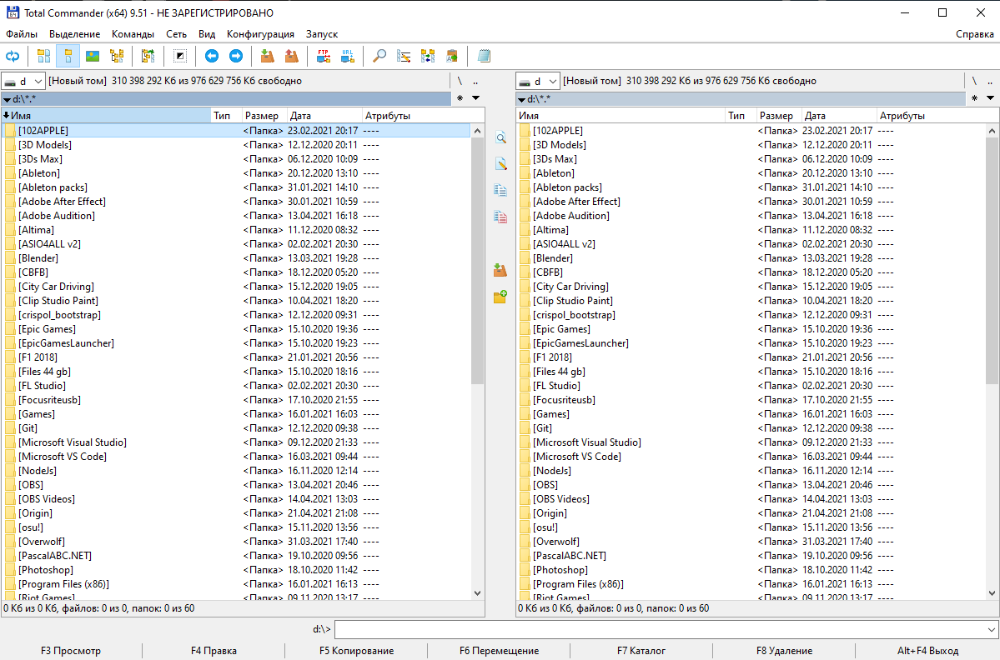 Total Commander (x64) 9.51 - НЕ ЗАРЕГИСТРИРОВАНО
Файлы Выделение Команды Сеть Вид Конфигурация Запуск Справка
FTP URL
d [Новый том] 310 398 292 Кб из 976 629 756 Кб свободно \ ..
d:\*.* *
Имя Тип Размер Дата Атрибуты
[102APPLE] <Папка> 23.02.2021 20:17 ----
[3D Models] <Папка> 12.12.2020 20:11 ----
[3Ds Max] <Папка> 06.12.2020 10:09 ----
[Ableton] <Папка> 20.12.2020 13:10 ----
[Ableton packs] <Папка> 31.01.2021 14:10 ----
[Adobe After Effect] <Папка> 30.01.2021 10:59 ----
[Adobe Audition] <Папка> 13.04.2021 16:18 ----
[Altima] <Папка> 11.12.2020 08:32 ----
[ASIO4ALL v2] <Папка> 02.02.2021 20:30 ----
[Blender] <Папка> 13.03.2021 19:28 ----
[CBFB] <Папка> 18.12.2020 05:20 ----
[City Car Driving] <Папка> 15.12.2020 19:05 ----
[Clip Studio Paint] <Папка> 10.04.2021 18:20 ----
[crispol_bootstrap] <Папка> 12.12.2020 09:31 ----
[Epic Games] <Папка> 15.10.2020 19:36 ----
[EpicGamesLauncher] <Папка> 15.10.2020 19:23 ----
[F1 2018] <Папка> 21.01.2021 20:56 ----
[Files 44 gb] <Папка> 15.10.2020 18:16 ----
[FL Studio] <Папка> 02.02.2021 20:30 ----
[Focusriteusb] <Папка> 17.10.2020 21:55 ----
[Games] <Папка> 16.01.2021 16:03 ----
[Git] <Папка> 12.12.2020 09:38 ----
[Microsoft Visual Studio] <Папка> 09.12.2020 21:33 ----
[Microsoft VS Code] <Папка> 16.03.2021 09:44 ----
[NodeJs] <Папка> 16.11.2020 12:14 ----
[OBS] <Папка> 13.04.2021 20:46 ----
[OBS Videos] <Папка> 14.04.2021 13:03 ----
[Origin] <Папка> 21.04.2021 21:08 ----
[osu!] <Папка> 15.11.2020 13:56 ----
[Overwolf] <Папка> 31.03.2021 17:40 ----
[PascalABC.NET] <Папка> 19.10.2020 09:56 ----
[Photoshop] <Папка> 18.10.2020 11:42 ----
[Program Files (x86)] <Папка> 16.01.2021 16:13 ----
[Riot Games] <Папка> 09.11.2020 13:17 ----
0 Кб из 0 Кб, файлов: 0 из 0, папок: 0 из 60
d [Новый том] 310 398 292 Кб из 976 629 756 Кб свободно \ ..
d:\*.* *
Имя Тип Размер Дата Атрибуты
[102APPLE] <Папка> 23.02.2021 20:17 ----
[3D Models] <Папка> 12.12.2020 20:11 ----
[3Ds Max] <Папка> 06.12.2020 10:09 ----
[Ableton] <Папка> 20.12.2020 13:10 ----
[Ableton packs] <Папка> 31.01.2021 14:10 ----
[Adobe After Effect] <Папка> 30.01.2021 10:59 ----
[Adobe Audition] <Папка> 13.04.2021 16:18 ----
[Altima] <Папка> 11.12.2020 08:32 ----
[ASIO4ALL v2] <Папка> 02.02.2021 20:30 ----
[Blender] <Папка> 13.03.2021 19:28 ----
[CBFB] <Папка> 18.12.2020 05:20 ----
[City Car Driving] <Папка> 15.12.2020 19:05 ----
[Clip Studio Paint] <Папка> 10.04.2021 18:20 ----
[crispol_bootstrap] <Папка> 12.12.2020 09:31 ----
[Epic Games] <Папка> 15.10.2020 19:36 ----
[EpicGamesLauncher] <Папка> 15.10.2020 19:23 ----
[F1 2018] <Папка> 21.01.2021 20:56 ----
[Files 44 gb] <Папка> 15.10.2020 18:16 ----
[FL Studio] <Папка> 02.02.2021 20:30 ----
[Focusriteusb] <Папка> 17.10.2020 21:55 ----
[Games] <Папка> 16.01.2021 16:03 ----
[Git] <Папка> 12.12.2020 09:38 ----
[Microsoft Visual Studio] <Папка> 09.12.2020 21:33 ----
[Microsoft VS Code] <Папка> 16.03.2021 09:44 ----
[NodeJs] <Папка> 16.11.2020 12:14 ----
[OBS] <Папка> 13.04.2021 20:46 ----
[OBS Videos] <Папка> 14.04.2021 13:03 ----
[Origin] <Папка> 21.04.2021 21:08 ----
[osu!] <Папка> 15.11.2020 13:56 ----
[Overwolf] <Папка> 31.03.2021 17:40 ----
[PascalABC.NET] <Папка> 19.10.2020 09:56 ----
[Photoshop] <Папка> 18.10.2020 11:42 ----
[Program Files (x86)] <Папка> 16.01.2021 16:13 ----
[Riot Games] <Папка> 09.11.2020 13:17 ----
0 Кб из 0 Кб, файлов: 0 из 0, папок: 0 из 60
d:\>
F3 Просмотр F4 Правка F5 Копирование F6 Перемещение F7 Каталог F8 Удаление Alt+F4 Выход